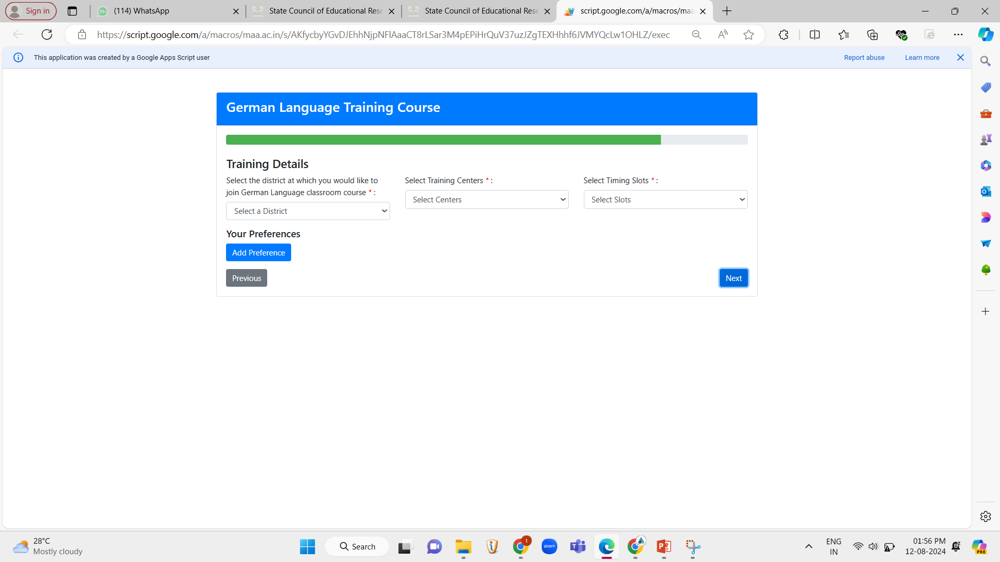 Sign in
(114) WhatsApp
State Council of Educational Rese
State Council of Educational Rese
script.google.com/a/macros/maa
https://script.google.com/a/macros/maa.ac.in/s/AKfycbyYGvDJEhhNjpNFlAaaCT8rLSar3M4pEPiHrQuV37uzJZgTEXHhhf6JVMYQcLw1OHLZ/exec
This application was created by a Google Apps Script user
Report abuse
Learn more
German Language Training Course
Training Details
Select the district at which you would like to
join German Language classroom course * :
Select a District
Select Training Centers * :
Select Centers
Select Timing Slots * :
Select Slots
Your Preferences
Add Preference
Previous
Next
28°C
Mostly cloudy
Search
zoom
ENG
IN
01:56 PM
12-08-2024
PRE